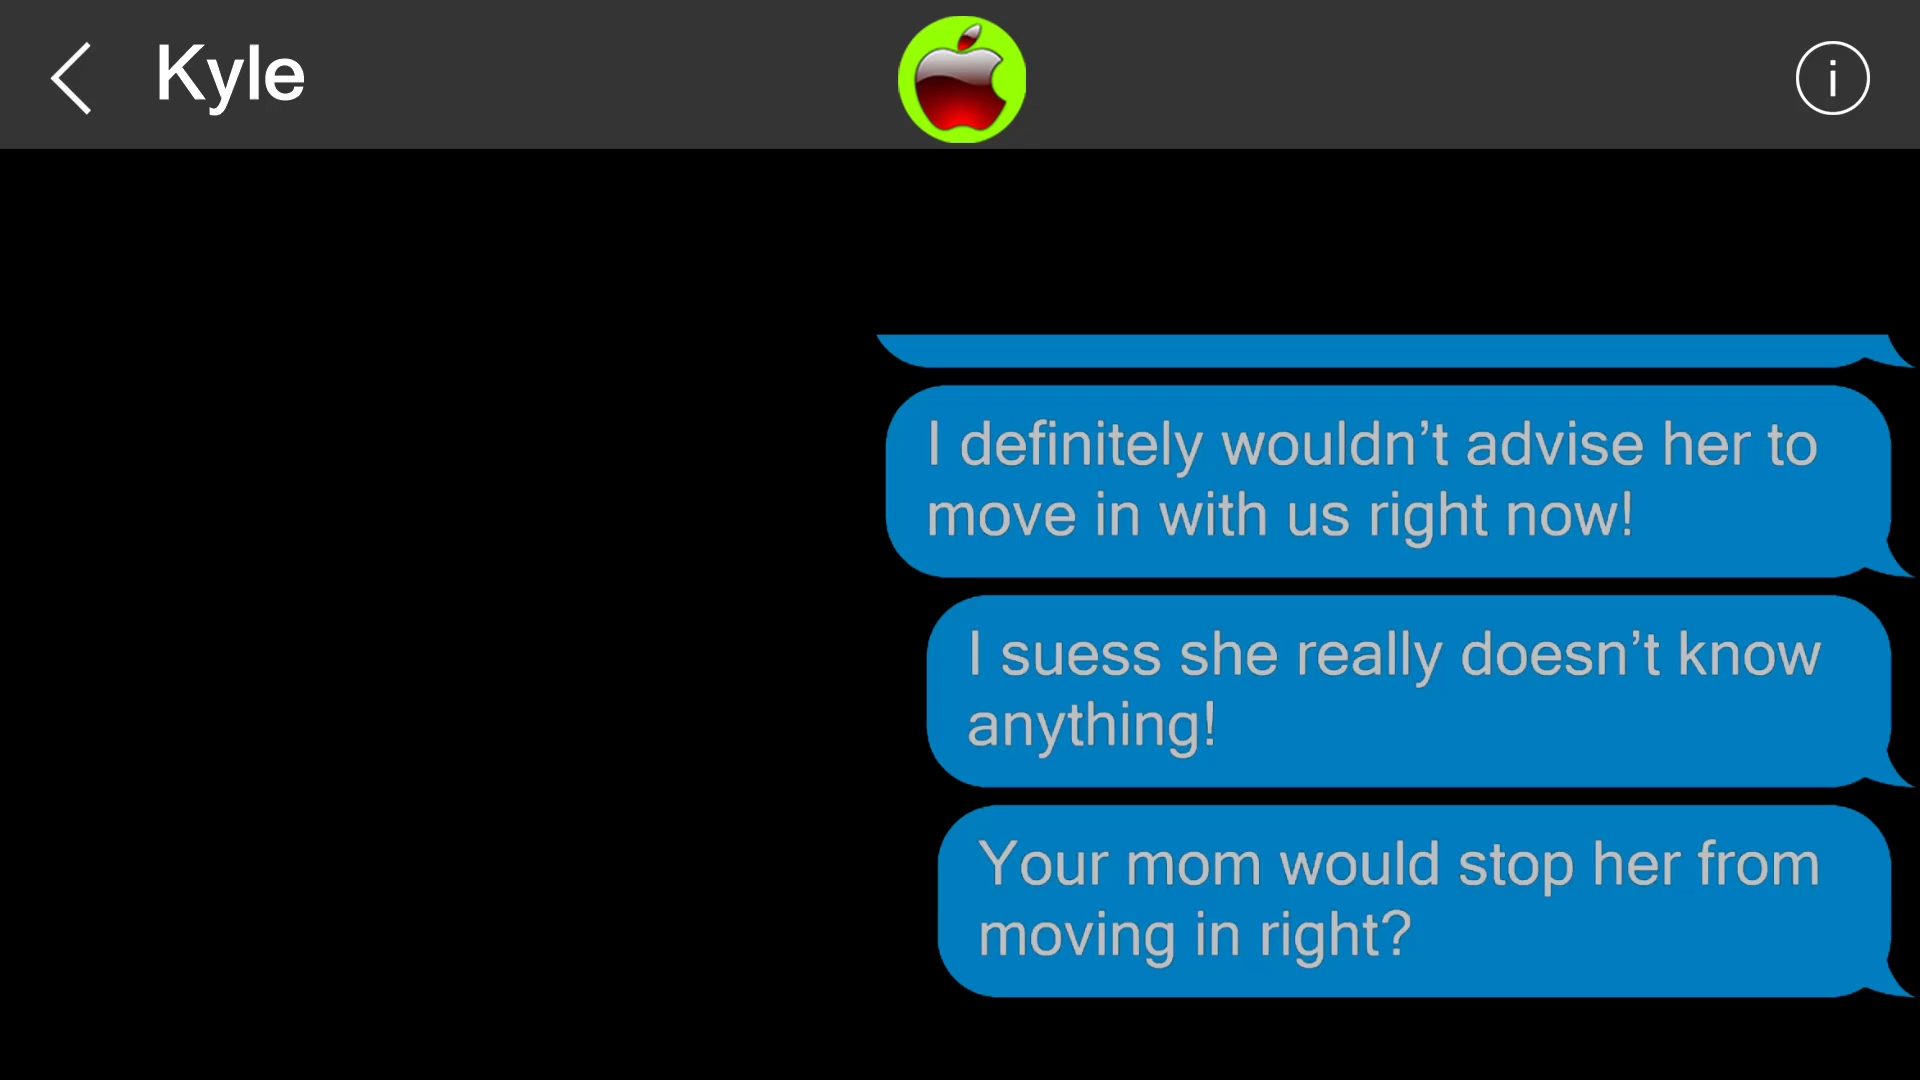 Kyle
i
I definitely wouldn’t advise her to
move in with us right now!
I suess she really doesn’t know
anything!
Your mom would stop her from
moving in right?